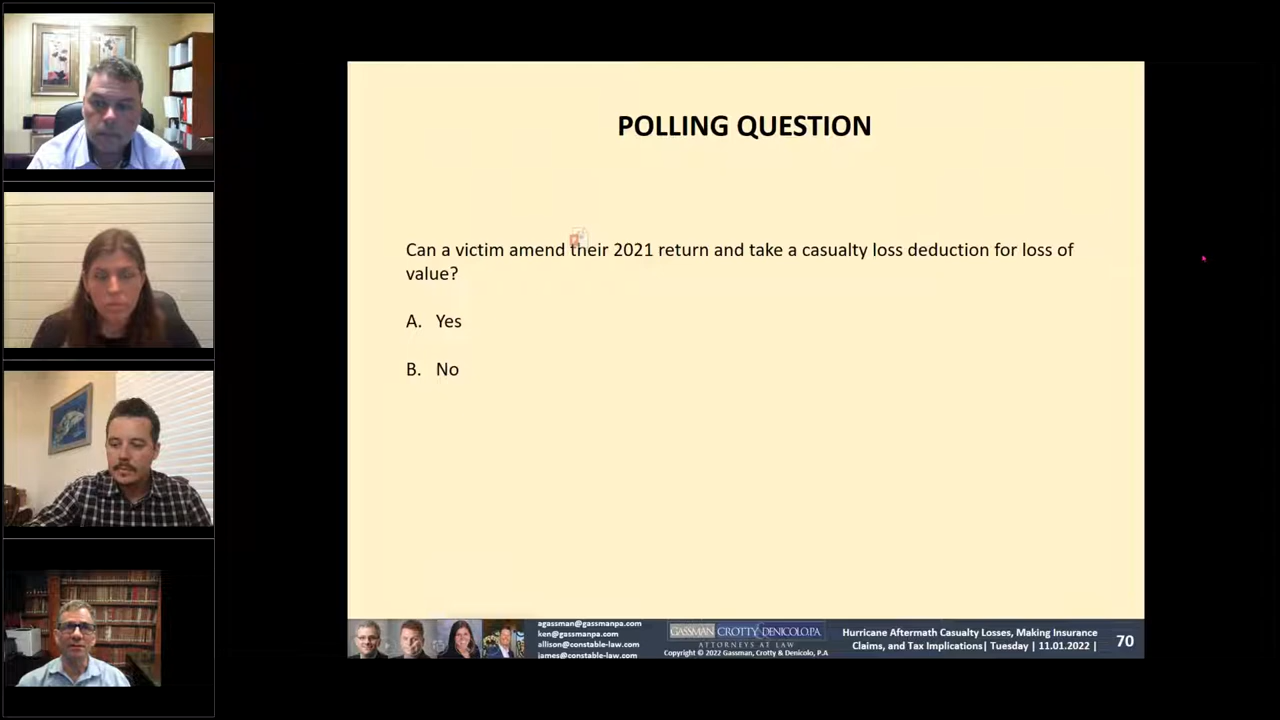 POLLING QUESTION
Can a victim amend their 2021 return and take a casualty loss deduction for loss of
value?
A. Yes
B. No
agassman@gassmanpa.com
ken@gassmanpa.com
allison@constable-law.com
james@constable-law.com
GASSMAN CROTTY DENICOLO, P.A.
ATTORNEYS AT LAW
Copyright © 2022 Gassman, Crotty & Denicolo, P.A
Hurricane Aftermath Casualty Losses, Making Insurance
Claims, and Tax Implications| Tuesday | 11.01.2022 |
70